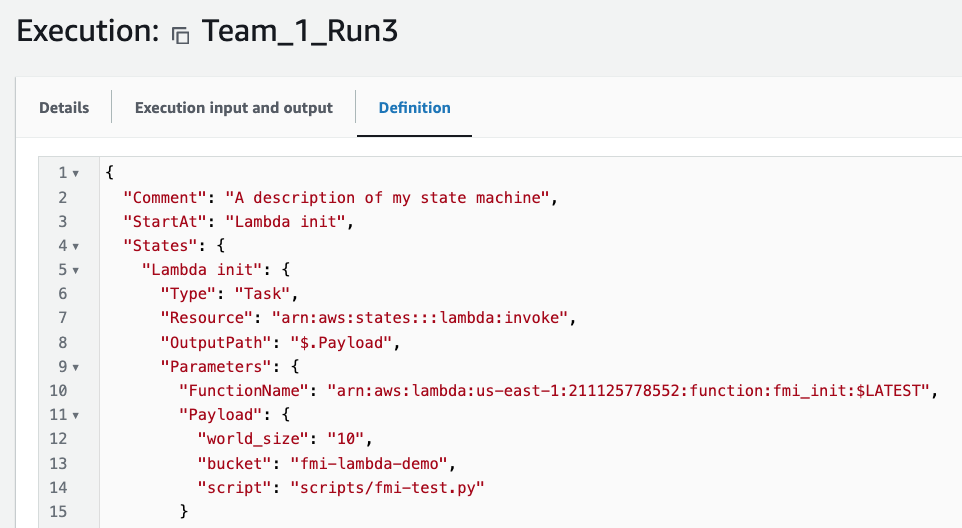 Execution: Team_1_Run3
Details Execution input and output Definition
1 {
2 "Comment": "A description of my state machine",
3 "StartAt": "Lambda init",
4 "States": {
5 "Lambda init": {
6 "Type": "Task",
7 "Resource": "arn:aws:states:::lambda:invoke",
8 "OutputPath": "$.Payload",
9 "Parameters": {
10 "FunctionName": "arn:aws:lambda:us-east-1:211125778552:function:fmi_init:$LATEST",
11 "Payload": {
12 "world_size": "10",
13 "bucket": "fmi-lambda-demo",
14 "script": "scripts/fmi-test.py"
15 }